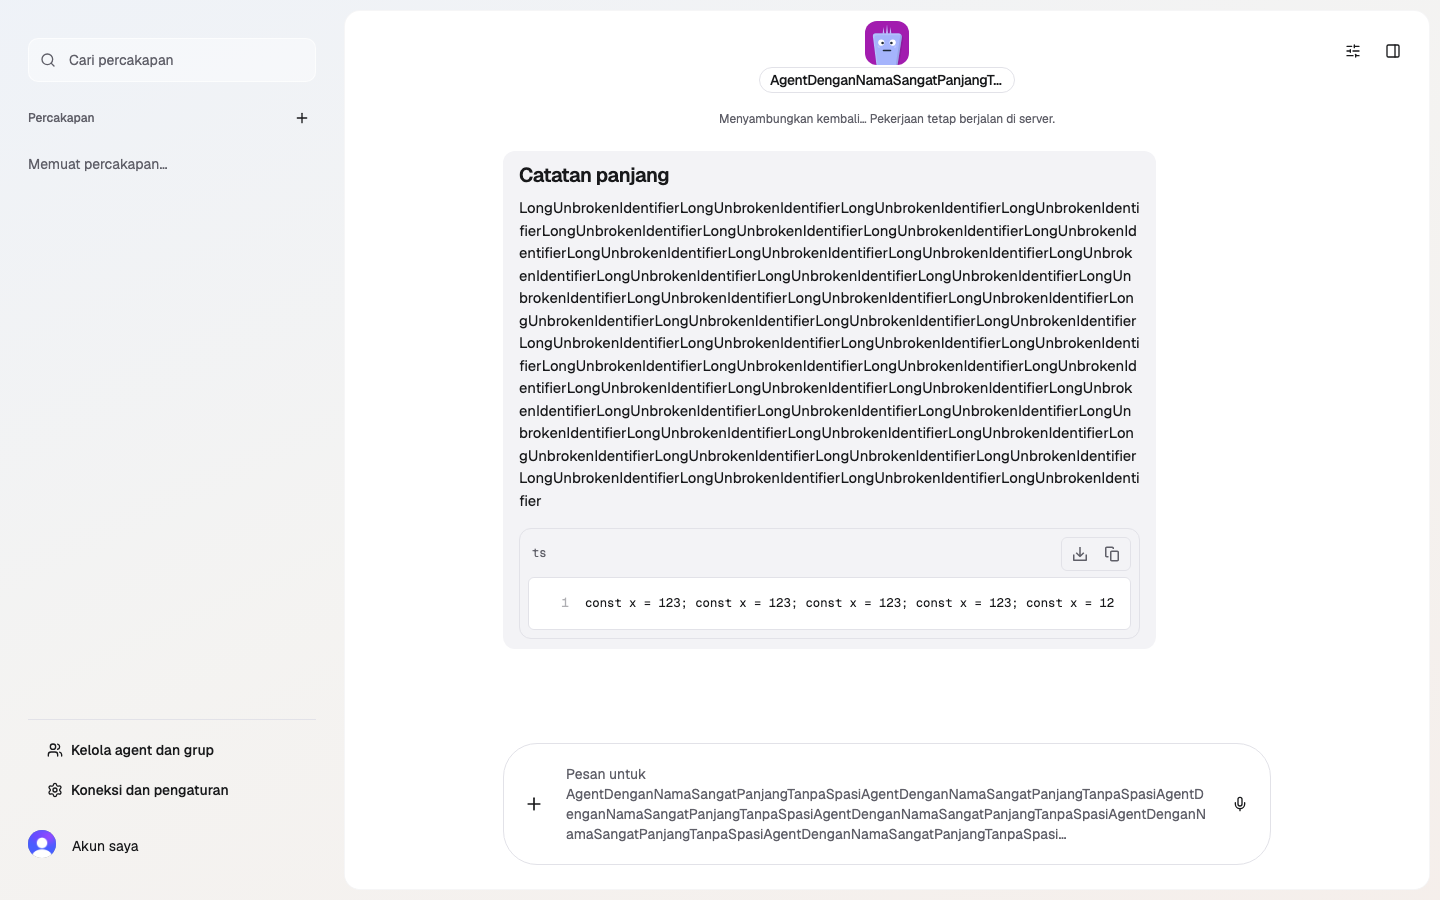 Cari percakapan
Percakapan
Memuat percakapan...
Kelola agent dan grup
Koneksi dan pengaturan
Akun saya
AgentDenganNamaSangatPanjangT...
Menyambungkan kembali... Pekerjaan tetap berjalan di server.
Catatan panjang
LongUnbrokenIdentifierLongUnbrokenIdentifierLongUnbrokenIdentifierLongUnbrokenIdenti
fierLongUnbrokenIdentifierLongUnbrokenIdentifierLongUnbrokenIdentifierLongUnbrokenId
entifierLongUnbrokenIdentifierLongUnbrokenIdentifierLongUnbrokenIdentifierLongUnbrok
enIdentifierLongUnbrokenIdentifierLongUnbrokenIdentifierLongUnbrokenIdentifierLongUn
brokenIdentifierLongUnbrokenIdentifierLongUnbrokenIdentifierLongUnbrokenIdentifierLon
gUnbrokenIdentifierLongUnbrokenIdentifierLongUnbrokenIdentifierLongUnbrokenIdentifier
LongUnbrokenIdentifierLongUnbrokenIdentifierLongUnbrokenIdentifierLongUnbrokenIdenti
fierLongUnbrokenIdentifierLongUnbrokenIdentifierLongUnbrokenIdentifierLongUnbrokenId
entifierLongUnbrokenIdentifierLongUnbrokenIdentifierLongUnbrokenIdentifierLongUnbrok
enIdentifierLongUnbrokenIdentifierLongUnbrokenIdentifierLongUnbrokenIdentifierLongUn
brokenIdentifierLongUnbrokenIdentifierLongUnbrokenIdentifierLongUnbrokenIdentifierLon
gUnbrokenIdentifierLongUnbrokenIdentifierLongUnbrokenIdentifierLongUnbrokenIdentifier
LongUnbrokenIdentifierLongUnbrokenIdentifierLongUnbrokenIdentifierLongUnbrokenIdenti
fier
ts
1 const x = 123; const x = 123; const x = 123; const x = 123; const x = 12
Pesan untuk
AgentDenganNamaSangatPanjangTanpaSpasiAgentDenganNamaSangatPanjangTanpaSpasiAgentD
enganNamaSangatPanjangTanpaSpasiAgentDenganNamaSangatPanjangTanpaSpasiAgentDenganN
amaSangatPanjangTanpaSpasiAgentDenganNamaSangatPanjangTanpaSpasi...